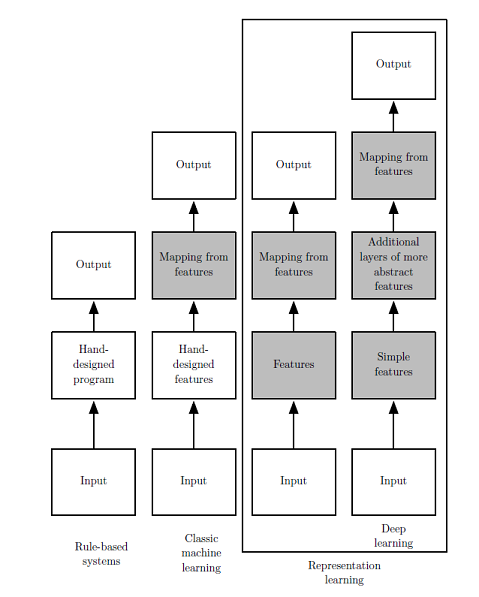 Output
Mapping from
features
Additional
layers of more
abstract
features
Simple
features
Input
Deep
learning
Output
Mapping from
features
Features
Input
Representation
learning
Output
Mapping from
features
Hand-
designed
features
Input
Classic
machine
learning
Output
Hand-
designed
program
Input
Rule-based
systems